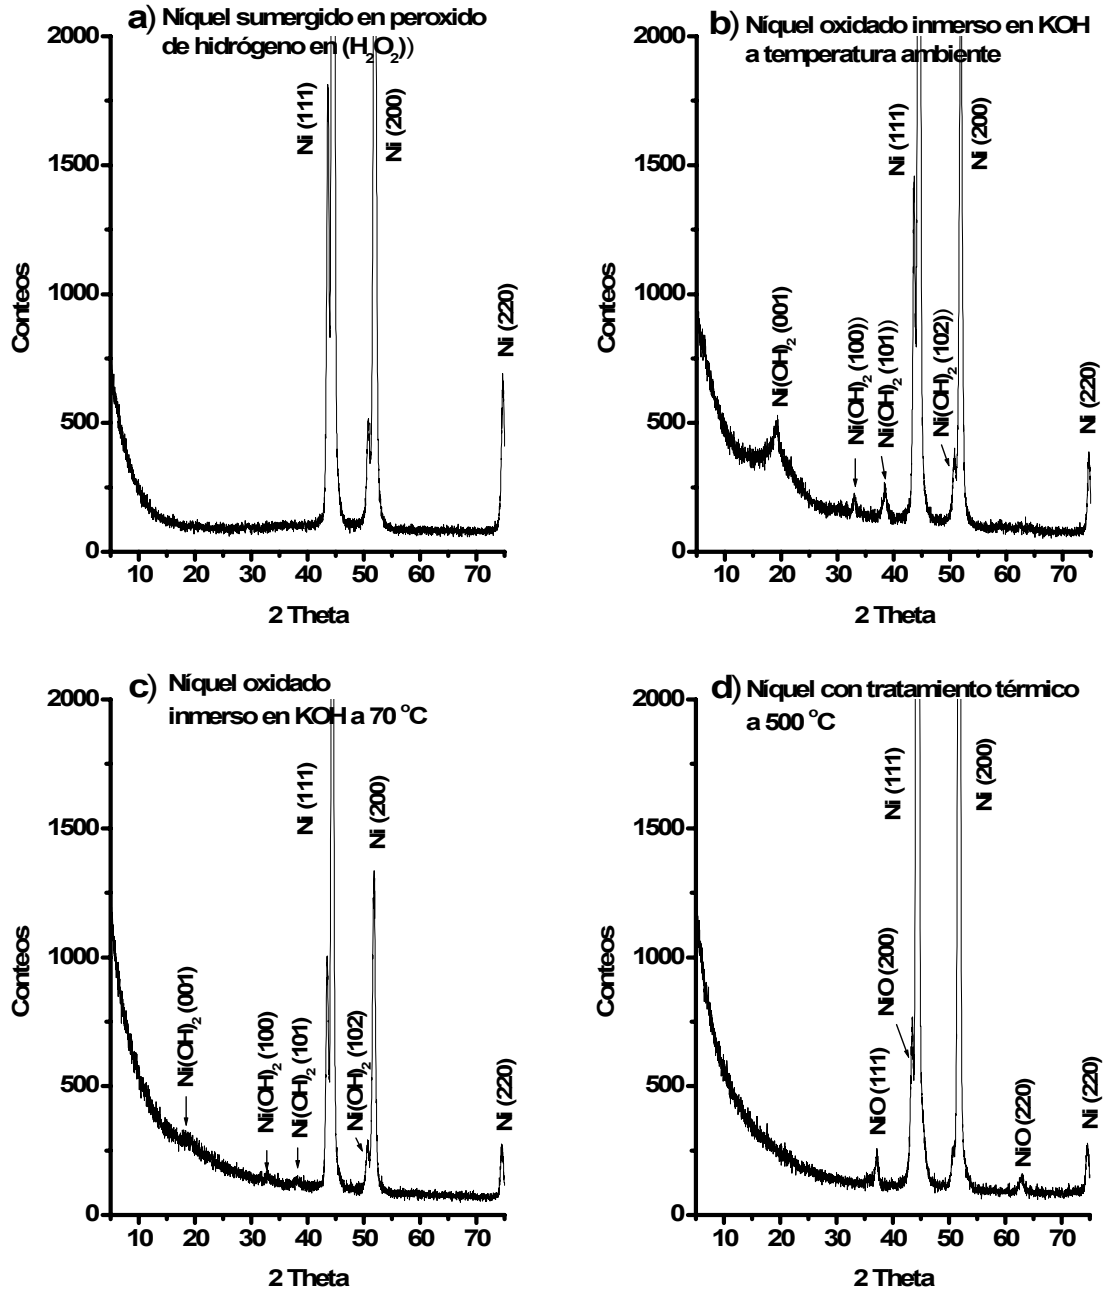 a) Níquel sumergido en peroxido
de hidrógeno en (H2O2))
2000
1500
1000
500
0
Conteos
Ni (111)
Ni (200)
Ni (220)
10 20 30 40 50 60 70
2 Theta
b) Níquel oxidado inmerso en KOH
a temperatura ambiente
2000
1500
1000
500
0
Conteos
Ni(OH)2 (001)
Ni(OH)2 (100))
Ni(OH)2 (101))
Ni (111)
Ni(OH)2 (102))
Ni (200)
Ni (220)
10 20 30 40 50 60 70
2 Theta
c) Níquel oxidado
inmerso en KOH a 70 °C
2000
1500
1000
500
0
Conteos
Ni(OH)2 (001)
Ni(OH)2 (100)
Ni(OH)2 (101)
Ni (111)
Ni(OH)2 (102)
Ni (200)
Ni (220)
10 20 30 40 50 60 70
2 Theta
d) Níquel con tratamiento térmico
a 500 °C
2000
1500
1000
500
0
Conteos
NiO (111)
NiO (200)
Ni (111)
Ni (200)
NiO (220)
Ni (220)
10 20 30 40 50 60 70
2 Theta